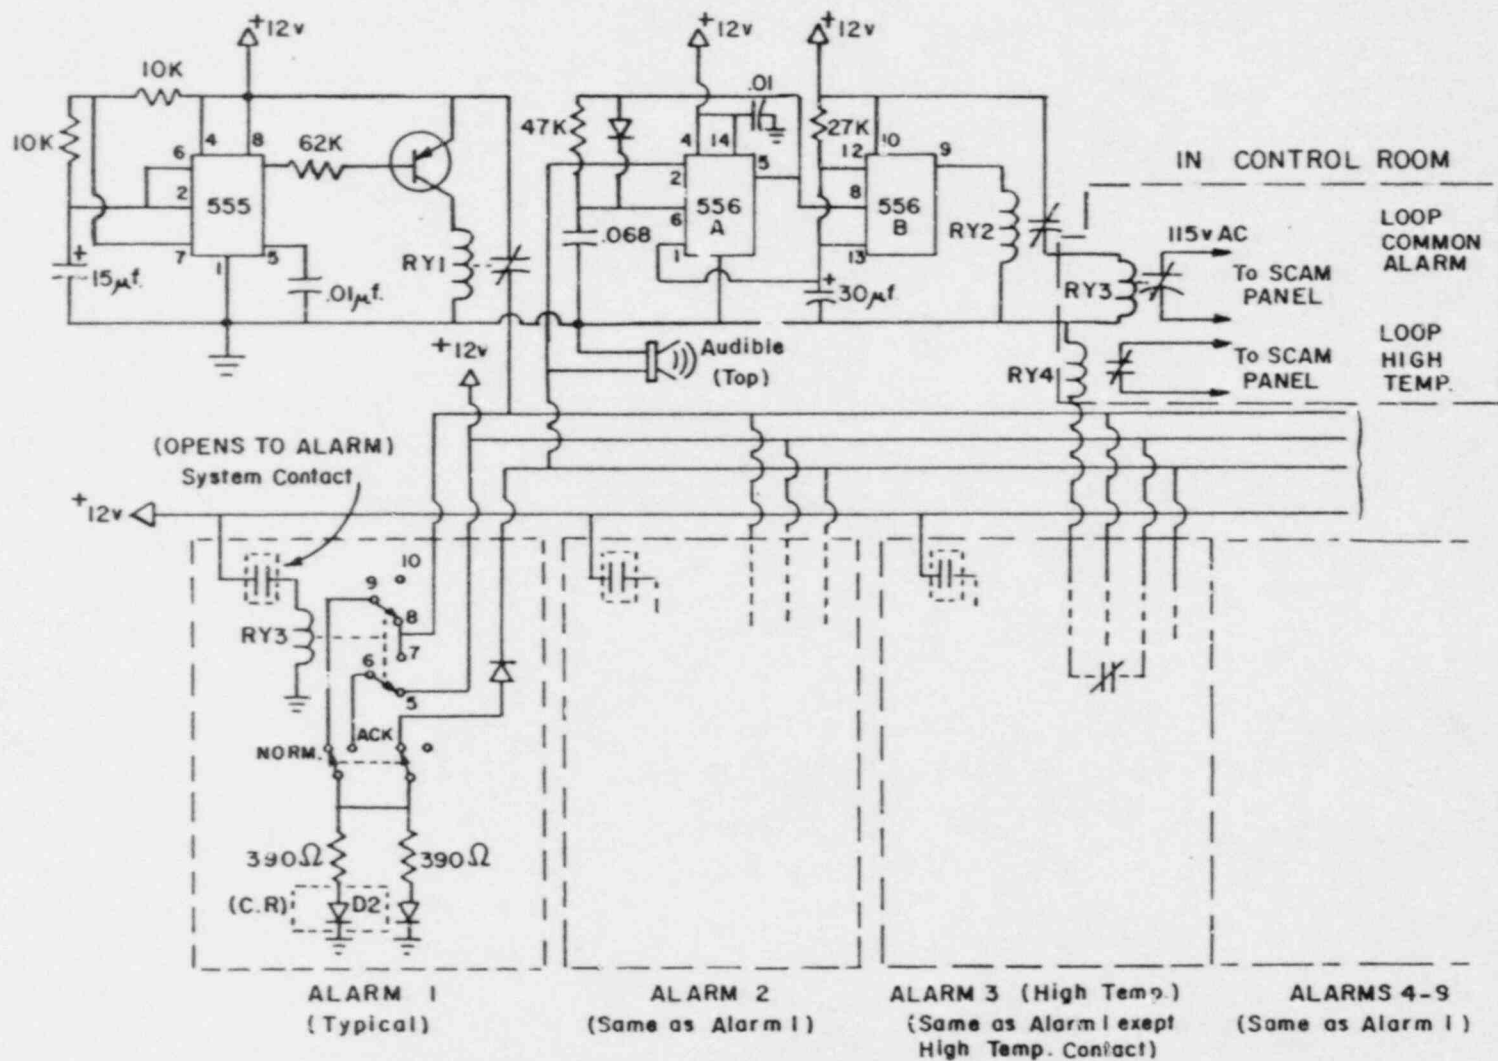 +12v
+12v
+12v
10K
10K
4
8
6
2
555
7
1
5
62K
+
15μf.
.01μf.
RY1
47K
.01
4
14
5
2
556
A
6
1
.068
27K
10
12
9
8
556
B
13
RY2
+
30μf
IN CONTROL ROOM
LOOP
COMMON
ALARM
115v AC
RY3
To SCAM
PANEL
LOOP
HIGH
TEMP.
RY4
To SCAM
PANEL
Audible
(Top)
+12v
(OPENS TO ALARM)
System Contact
+12v
10
9
8
RY3
7
6
5
NORM.
ACK
390Ω
390Ω
(C.R)
D2
ALARM 1
(Typical)
ALARM 2
(Same as Alarm 1)
ALARM 3 (High Temp.)
(Same as Alarm 1 exept
High Temp. Contact)
ALARMS 4-9
(Same as Alarm 1)